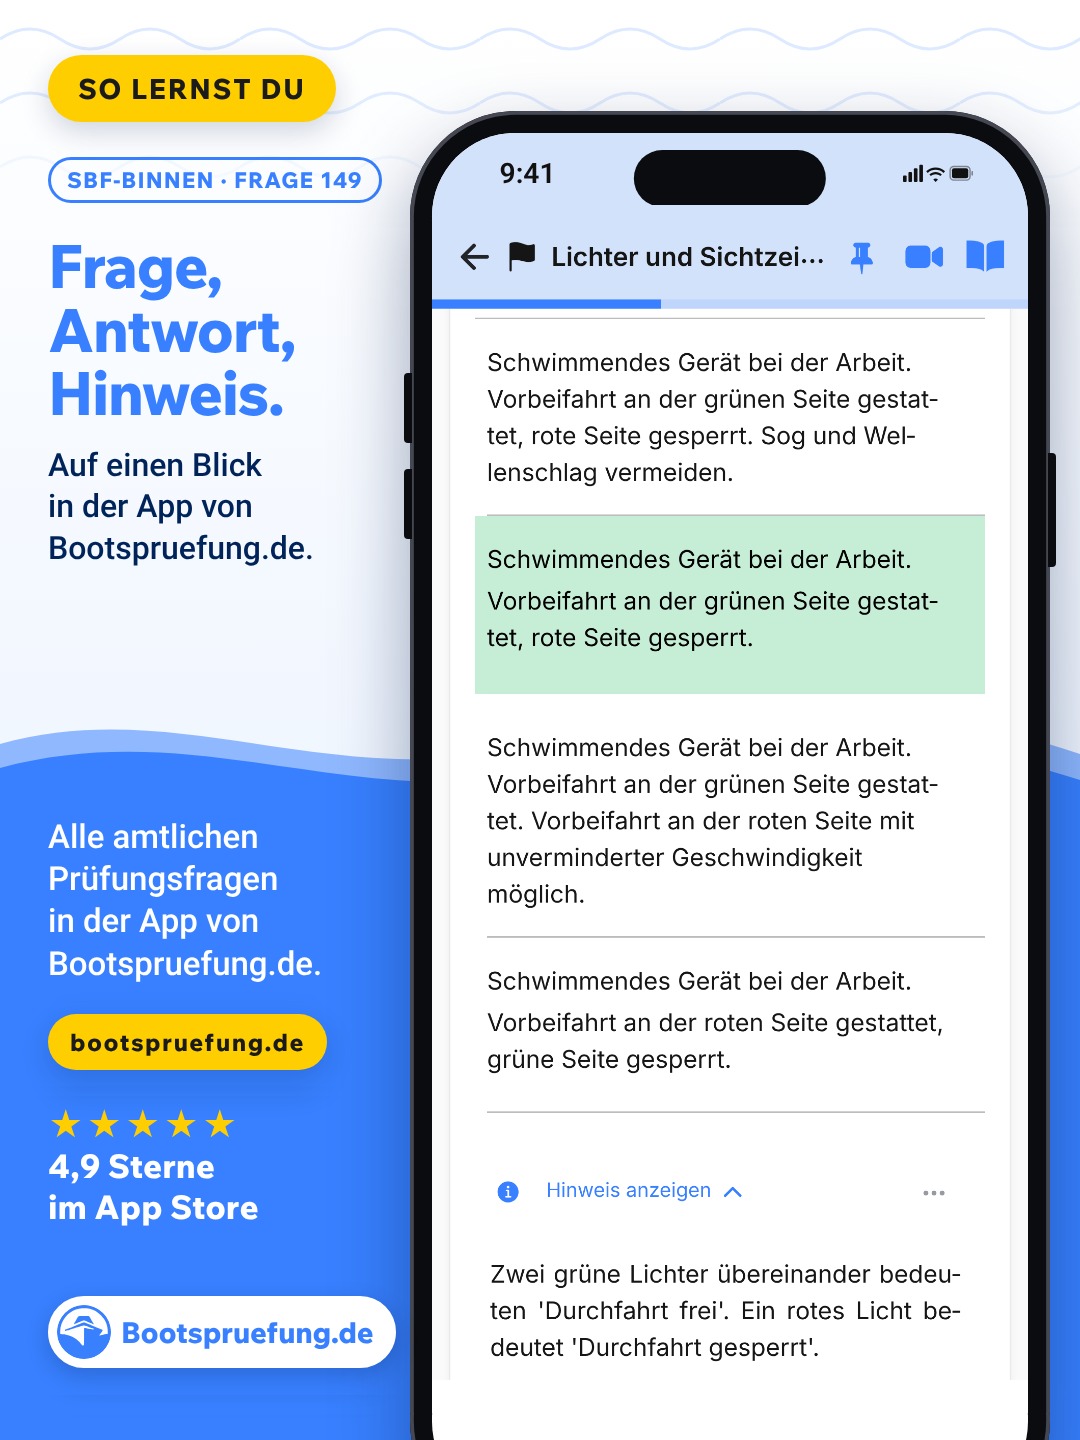 SO LERNST DU
SBF-BINNEN · FRAGE 149
Frage,
Antwort,
Hinweis.
Auf einen Blick
in der App von
Bootspruefung.de.
Alle amtlichen
Prüfungsfragen
in der App von
Bootspruefung.de.
bootspruefung.de
★★★★★
4,9 Sterne
im App Store
Bootspruefung.de
9:41
Lichter und Sichtzei...
Schwimmendes Gerät bei der Arbeit.
Vorbeifahrt an der grünen Seite gestat-
tet, rote Seite gesperrt. Sog und Wel-
lenschlag vermeiden.
Schwimmendes Gerät bei der Arbeit.
Vorbeifahrt an der grünen Seite gestat-
tet, rote Seite gesperrt.
Schwimmendes Gerät bei der Arbeit.
Vorbeifahrt an der grünen Seite gestat-
tet. Vorbeifahrt an der roten Seite mit
unverminderter Geschwindigkeit
möglich.
Schwimmendes Gerät bei der Arbeit.
Vorbeifahrt an der roten Seite gestattet,
grüne Seite gesperrt.
Hinweis anzeigen
Zwei grüne Lichter übereinander bedeu-
ten 'Durchfahrt frei'. Ein rotes Licht be-
deutet 'Durchfahrt gesperrt'.